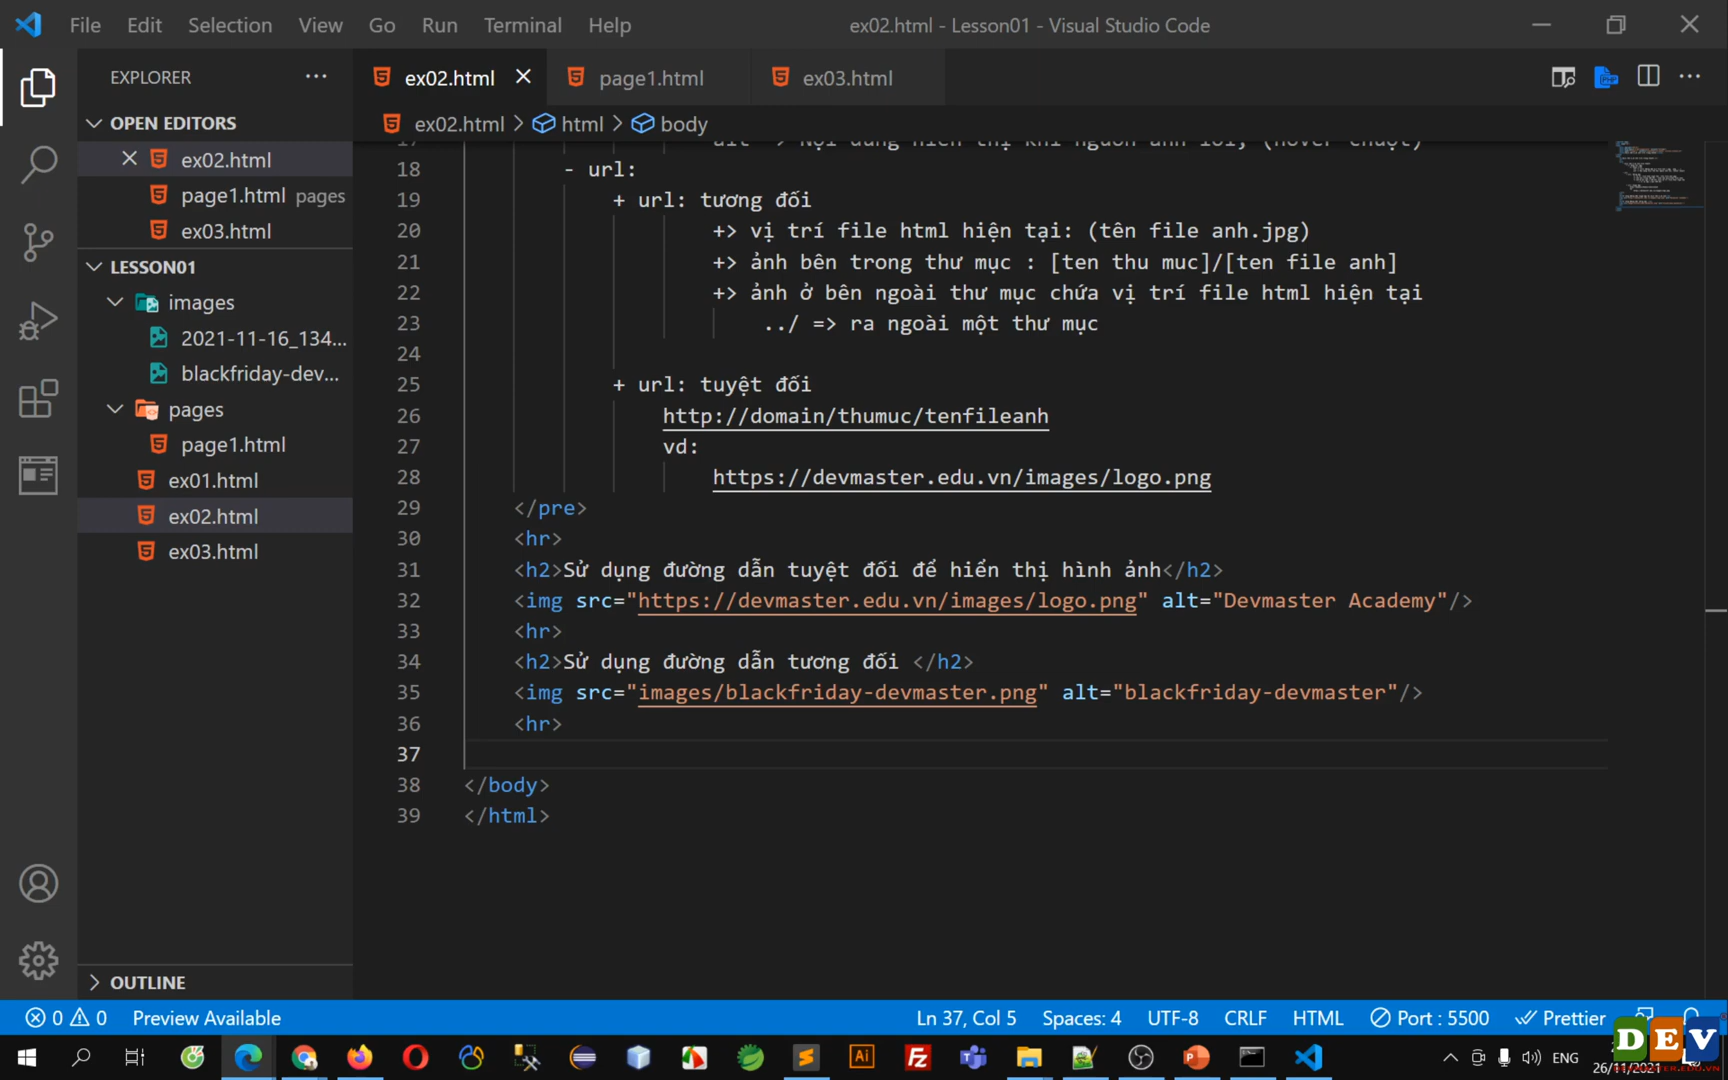 File Edit Selection View Go Run Terminal Help
ex02.html - Lesson01 - Visual Studio Code
EXPLORER
OPEN EDITORS
ex02.html
page1.html pages
ex03.html
LESSON01
images
2021-11-16_134...
blackfriday-dev...
pages
page1.html
ex01.html
ex02.html
ex03.html
OUTLINE
ex02.html page1.html ex03.html
ex02.html > html > body
18 - url:
19 + url: tương đối
20 +> vị trí file html hiện tại: (tên file anh.jpg)
21 +> ảnh bên trong thư mục : [ten thu muc]/[ten file anh]
22 +> ảnh ở bên ngoài thư mục chứa vị trí file html hiện tại
23 ../ => ra ngoài một thư mục
24
25 + url: tuyệt đối
26 http://domain/thumuc/tenfileanh
27 vd:
28 https://devmaster.edu.vn/images/logo.png
29 </pre>
30 <hr>
31 <h2>Sử dụng đường dẫn tuyệt đối để hiển thị hình ảnh</h2>
32 <img src="https://devmaster.edu.vn/images/logo.png" alt="Devmaster Academy"/>
33 <hr>
34 <h2>Sử dụng đường dẫn tương đối </h2>
35 <img src="images/blackfriday-devmaster.png" alt="blackfriday-devmaster"/>
36 <hr>
37
38 </body>
39 </html>
0 0 Preview Available
Ln 37, Col 5 Spaces: 4 UTF-8 CRLF HTML Port : 5500 Prettier
ENG
26/11/2021
DEV
DEVMASTER.EDU.VN